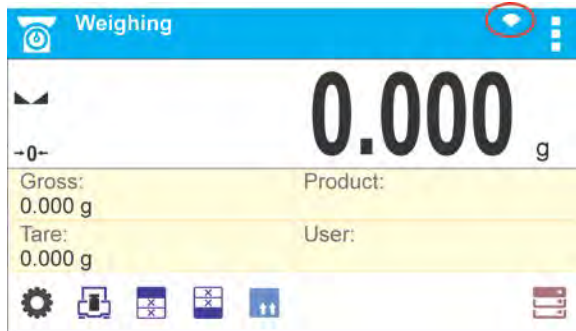 Weighing
→0←
0.000 g
Gross:
0.000 g
Product:
Tare:
0.000 g
User: